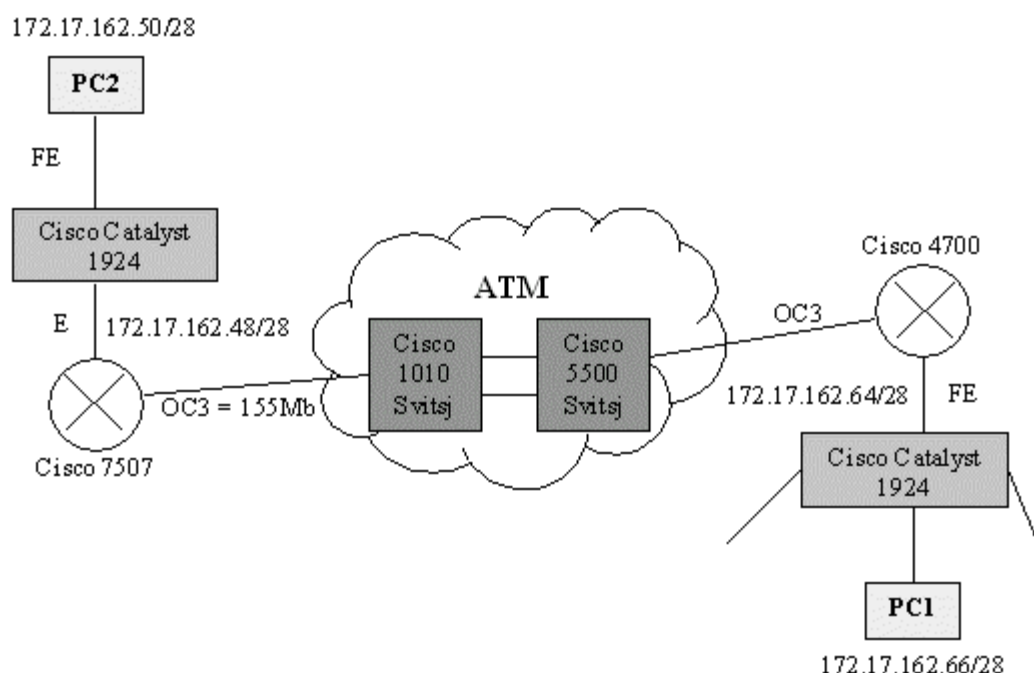 172.17.162.50/28
PC2
FE
Cisco Catalyst
1924
E
172.17.162.48/28
OC3 = 155Mb
Cisco 7507
ATM
Cisco
1010
Svitsj
Cisco
5500
Svitsj
OC3
Cisco 4700
172.17.162.64/28
FE
Cisco Catalyst
1924
PC1
172.17.162.66/28